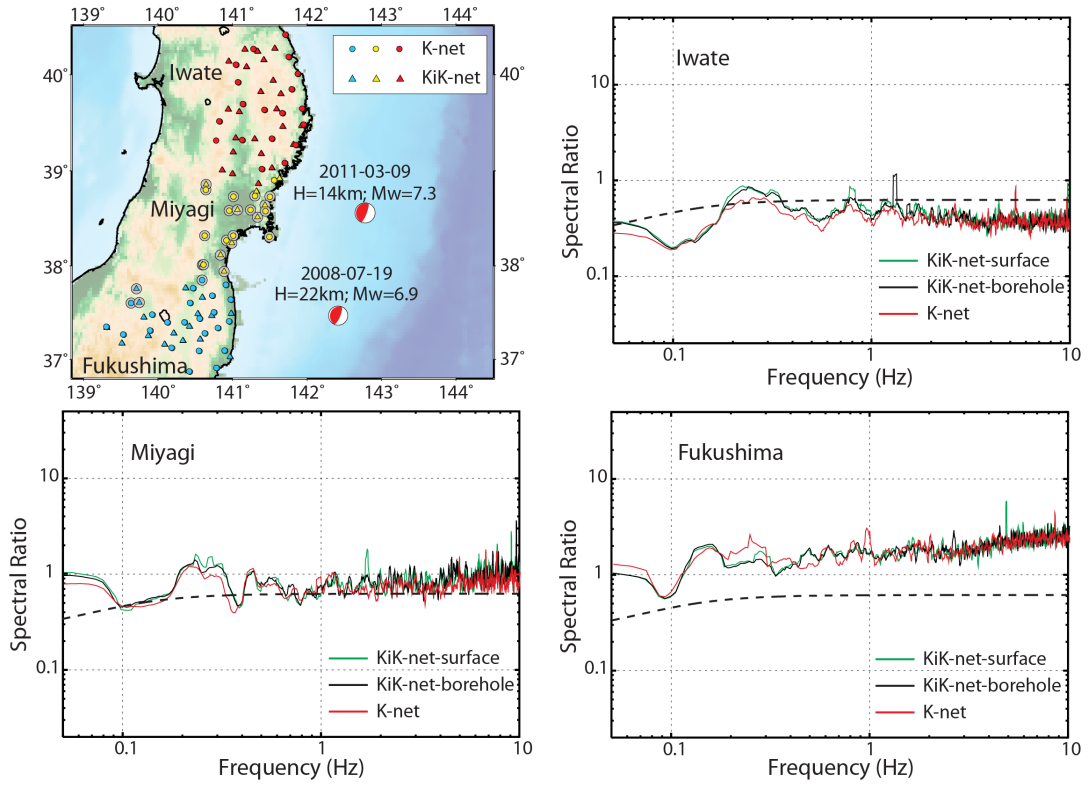 139˚ 140˚ 141˚ 142˚ 143˚ 144˚
K-net
KiK-net
Iwate
40˚ 40˚
39˚ 39˚
2011-03-09
H=14km; Mw=7.3
Miyagi
38˚ 38˚
2008-07-19
H=22km; Mw=6.9
37˚ 37˚
Fukushima
139˚ 140˚ 141˚ 142˚ 143˚ 144˚
Iwate
10
1
0.1
Spectral Ratio
KiK-net-surface
KiK-net-borehole
K-net
0.1 1 10
Frequency (Hz)
Miyagi
10
1
0.1
Spectral Ratio
KiK-net-surface
KiK-net-borehole
K-net
0.1 1 10
Frequency (Hz)
Fukushima
10
1
0.1
Spectral Ratio
KiK-net-surface
KiK-net-borehole
K-net
0.1 1 10
Frequency (Hz)